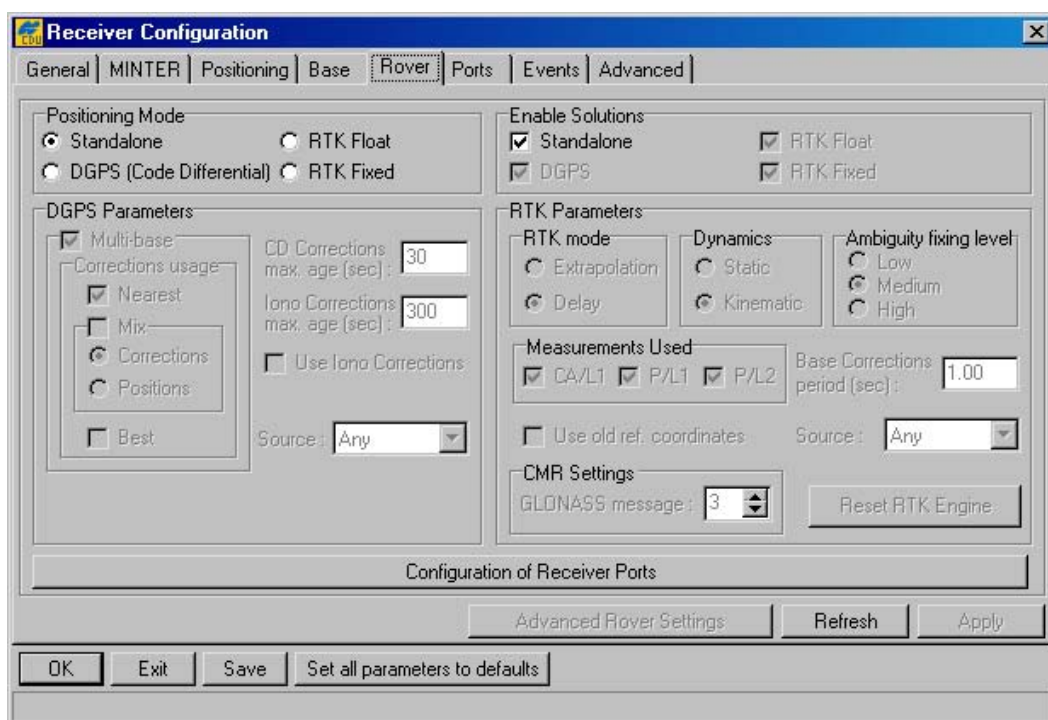 CDU Receiver Configuration
General MINTER Positioning Base Rover Ports Events Advanced
Positioning Mode
Standalone
RTK Float
DGPS (Code Differential)
RTK Fixed
Enable Solutions
Standalone
RTK Float
DGPS
RTK Fixed
DGPS Parameters
Multi-base
Corrections usage
Nearest
Mix
Corrections
Positions
Best
CD Corrections
max. age (sec) : 30
Iono Corrections
max. age (sec) : 300
Use Iono Corrections
Source : Any
RTK Parameters
RTK mode
Extrapolation
Delay
Dynamics
Static
Kinematic
Ambiguity fixing level
Low
Medium
High
Measurements Used
CA/L1 P/L1 P/L2
Base Corrections
period (sec) : 1.00
Use old ref. coordinates
Source : Any
CMR Settings
GLONASS message : 3
Reset RTK Engine
Configuration of Receiver Ports
Advanced Rover Settings Refresh Apply
OK Exit Save Set all parameters to defaults